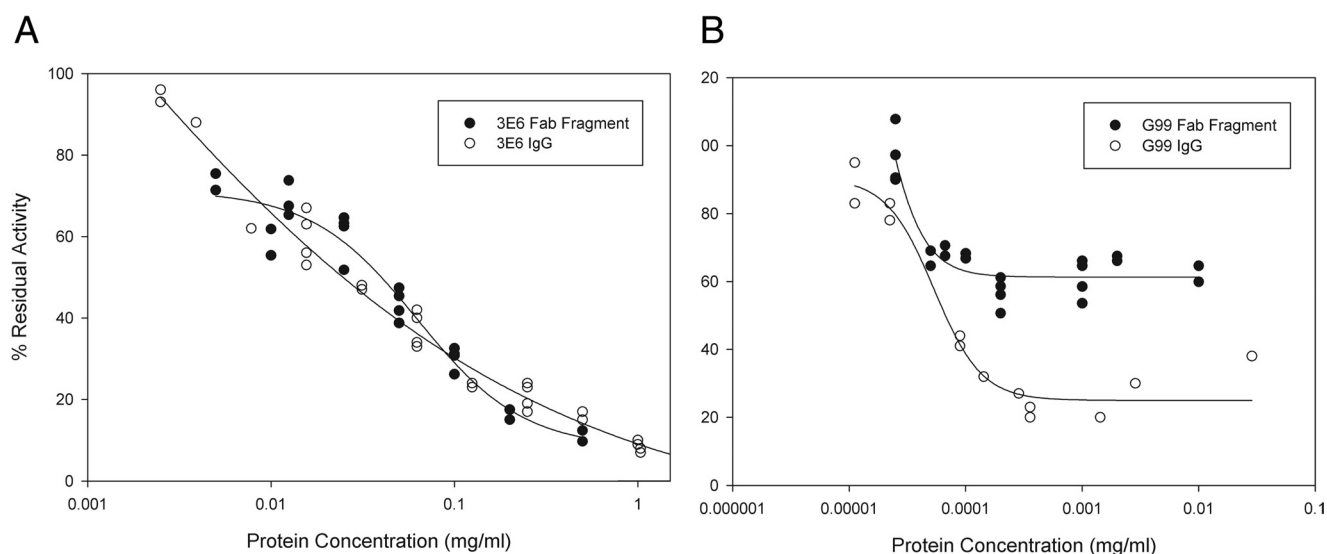 A
B
% Residual Activity
100
80
60
40
20
0
3E6 Fab Fragment
3E6 IgG
0.001
0.01
0.1
1
Protein Concentration (mg/ml)
20
00
80
60
40
20
0
G99 Fab Fragment
G99 IgG
0.000001
0.00001
0.0001
0.001
0.01
0.1
Protein Concentration (mg/ml)